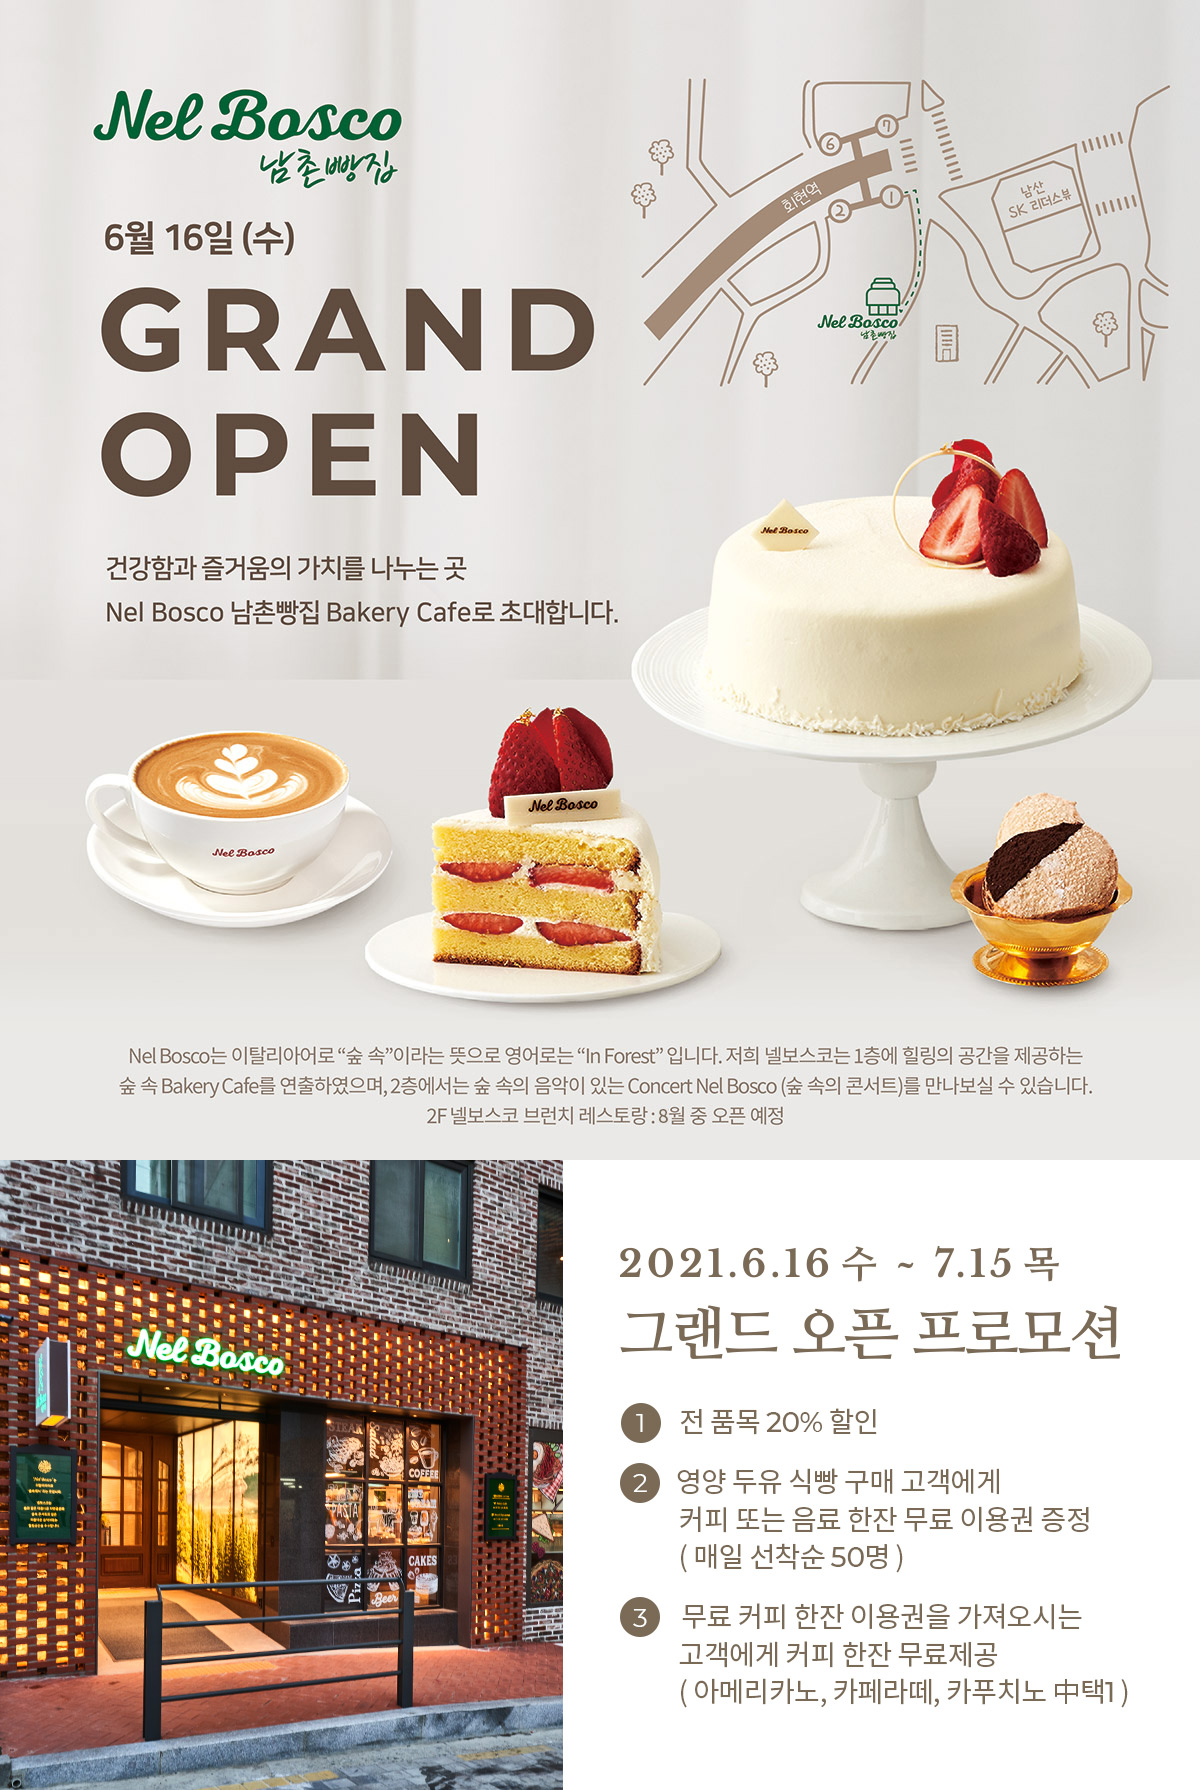 Nel Bosco
남촌빵집
6월 16일 (수)
GRAND
OPEN
건강함과 즐거움의 가치를 나누는 곳
Nel Bosco 남촌빵집 Bakery Cafe로 초대합니다.
6
7
회현역
2
1
남산
SK 리더스뷰
Nel Bosco
남촌빵집
Nel Bosco
Nel Bosco
Nel Bosco
Nel Bosco는 이탈리아어로 “숲 속”이라는 뜻으로 영어로는 “In Forest” 입니다. 저희 넬보스코는 1층에 힐링의 공간을 제공하는
숲 속 Bakery Cafe를 연출하였으며, 2층에서는 숲 속의 음악이 있는 Concert Nel Bosco (숲 속의 콘서트)를 만나보실 수 있습니다.
2F 넬보스코 브런치 레스토랑 : 8월 중 오픈 예정
Nel Bosco
STEAK
Salad
COFFEE
PASTA
CAKES
Pizza
Beer
2021.6.16 수 ~ 7.15 목
그랜드 오픈 프로모션
1 전 품목 20% 할인
2 영양 두유 식빵 구매 고객에게
커피 또는 음료 한잔 무료 이용권 증정
( 매일 선착순 50명 )
3 무료 커피 한잔 이용권을 가져오시는
고객에게 커피 한잔 무료제공
( 아메리카노, 카페라떼, 카푸치노 中택1 )